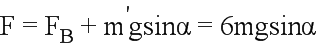 F = F_B + m'gsinα = 6mgsinα